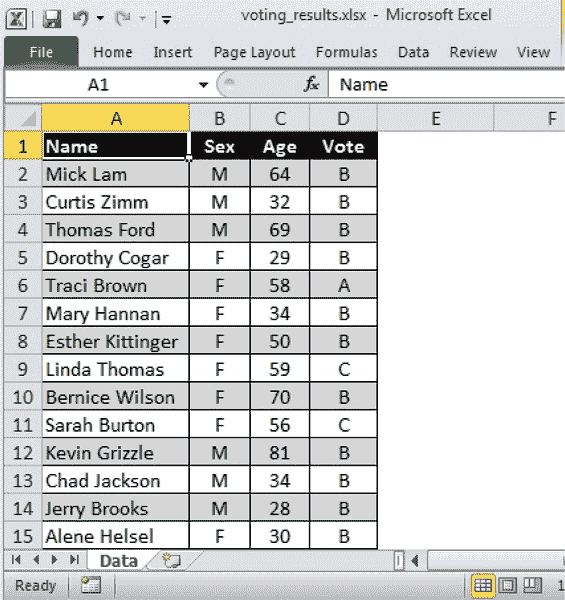 voting_results.xlsx - Microsoft Excel
File Home Insert Page Layout Formulas Data Review View
A1 fx Name
A B C D E F
1 Name Sex Age Vote
2 Mick Lam M 64 B
3 Curtis Zimm M 32 B
4 Thomas Ford M 69 B
5 Dorothy Cogar F 29 B
6 Traci Brown F 58 A
7 Mary Hannan F 34 B
8 Esther Kittinger F 50 B
9 Linda Thomas F 59 C
10 Bernice Wilson F 70 B
11 Sarah Burton F 56 C
12 Kevin Grizzle M 81 B
13 Chad Jackson M 34 B
14 Jerry Brooks M 28 B
15 Alene Helsel F 30 B
Data
Ready 1